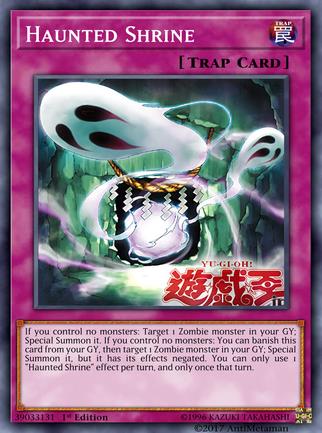 HAUNTED SHRINE
TRAP
罠
[TRAP CARD]
YU-GI-OH!
遊戯王
If you control no monsters: Target 1 Zombie monster in your GY;
Special Summon it. If you control no monsters: You can banish this
card from your GY, then target 1 Zombie monster in your GY; Special
Summon it, but it has its effects negated. You can only use 1
"Haunted Shrine" effect per turn, and only once that turn.
39033131
1ST Edition
©1996 KAZUKI TAKAHASHI
©2017 AntiMetaman